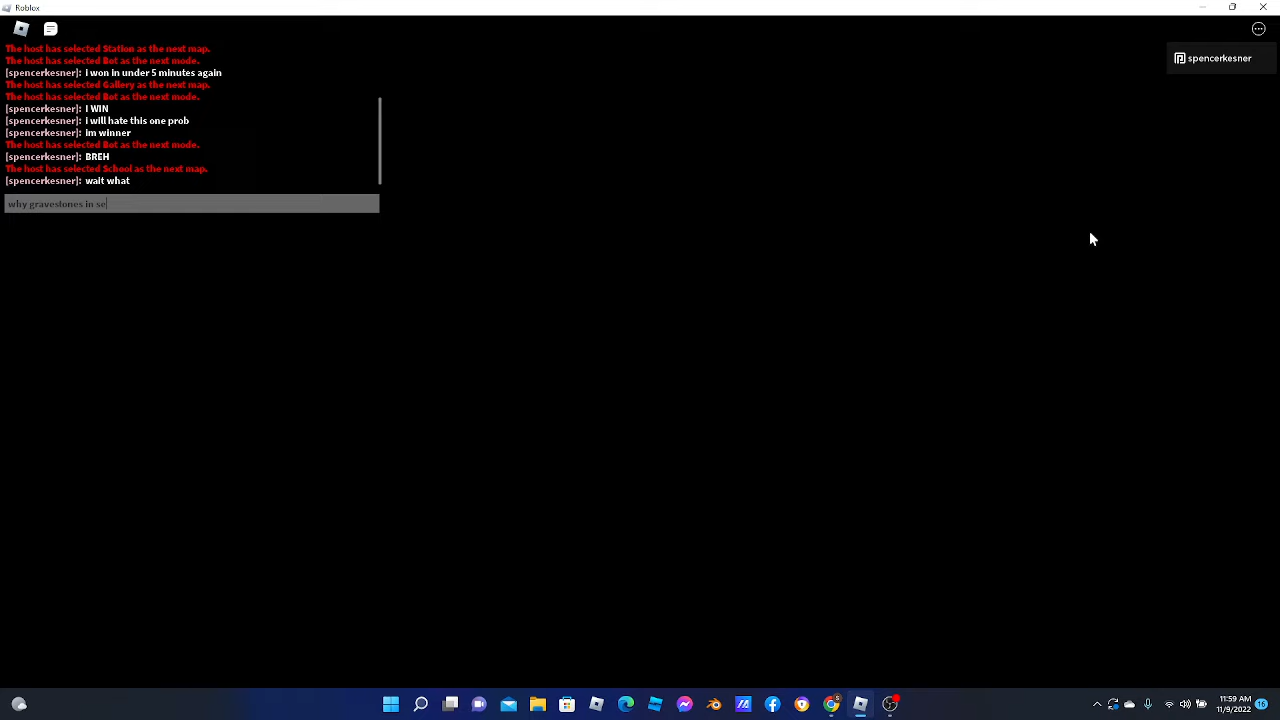 Roblox
The host has selected Station as the next map.
The host has selected Bot as the next mode.
[spencerkesner]: i won in under 5 minutes again
The host has selected Gallery as the next map.
The host has selected Bot as the next mode.
[spencerkesner]: I WIN
[spencerkesner]: i will hate this one prob
[spencerkesner]: im winner
The host has selected Bot as the next mode.
[spencerkesner]: BREH
The host has selected School as the next map.
[spencerkesner]: wait what
why gravestones in se
spencerkesner
S
11:59 AM
11/9/2022
16